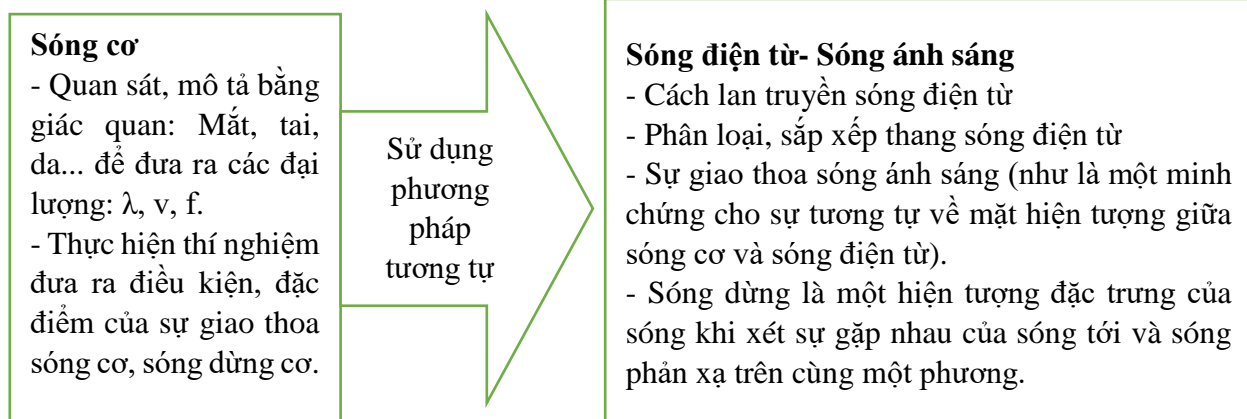 Sóng cơ
- Quan sát, mô tả bằng
giác quan: Mắt, tai,
da... để đưa ra các đại
lượng: λ, v, f.
- Thực hiện thí nghiệm
đưa ra điều kiện, đặc
điểm của sự giao thoa
sóng cơ, sóng dừng cơ.
Sử dụng
phương
pháp
tương tự
Sóng điện từ- Sóng ánh sáng
- Cách lan truyền sóng điện từ
- Phân loại, sắp xếp thang sóng điện từ
- Sự giao thoa sóng ánh sáng (như là một minh
chứng cho sự tương tự về mặt hiện tượng giữa
sóng cơ và sóng điện từ).
- Sóng dừng là một hiện tượng đặc trưng của
sóng khi xét sự gặp nhau của sóng tới và sóng
phản xạ trên cùng một phương.